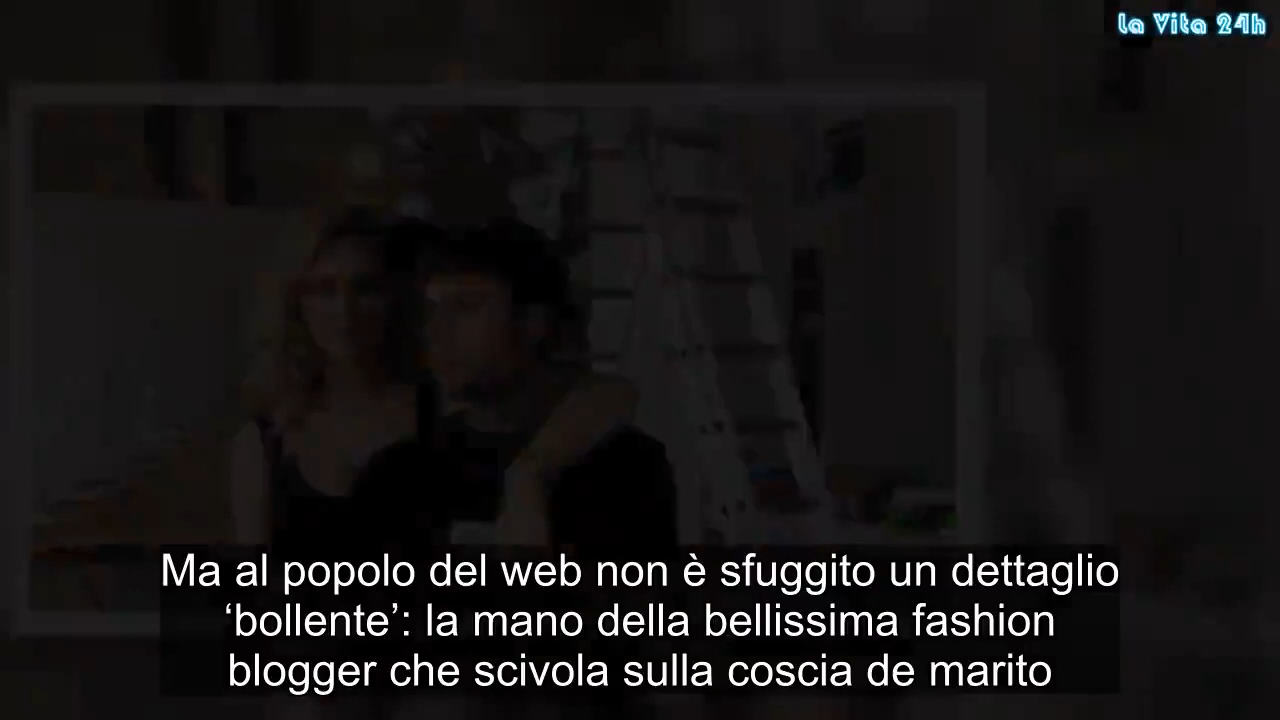 La Vita 24h
Ma al popolo del web non è sfuggito un dettaglio
‘bollente’: la mano della bellissima fashion
blogger che scivola sulla coscia de marito